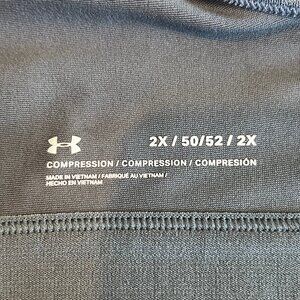 2X / 50/52 / 2X
COMPRESSION / COMPRESSION / COMPRESIÓN
MADE IN VIETNAM / FABRIQUÉ AU VIETNAM /
HECHO EN VIETNAM